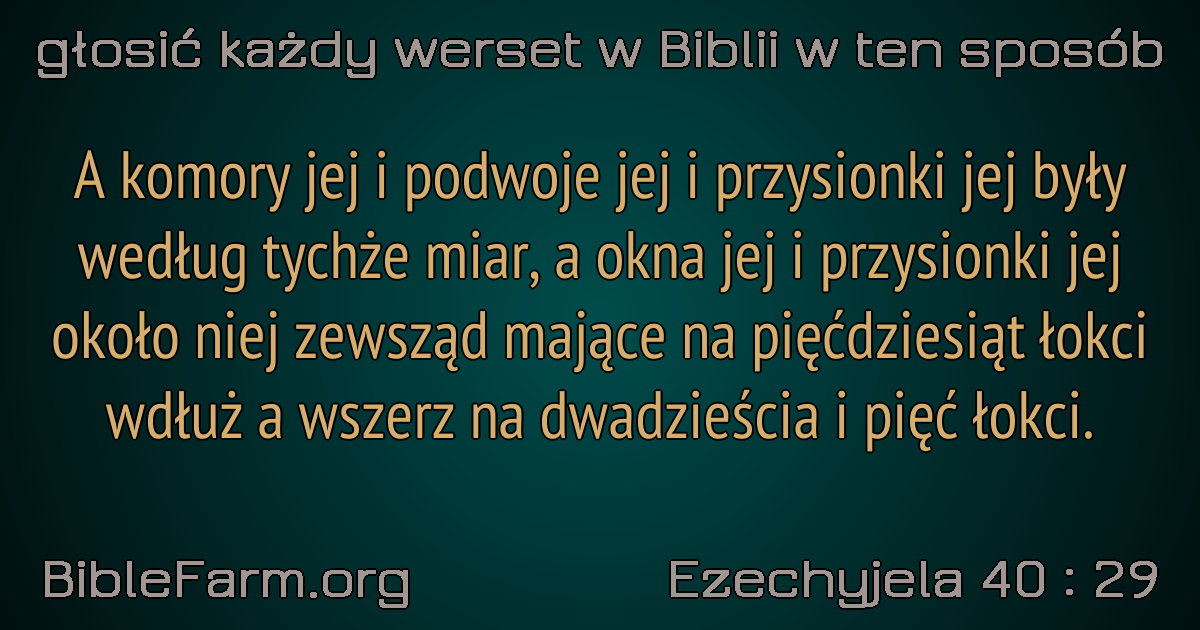 głosić każdy werset w Biblii w ten sposób
A komory jej i podwoje jej i przysionki jej były
według tychże miar, a okna jej i przysionki jej
około niej zewsząd mające na pięćdziesiąt łokci
wdłuż a wszerz na dwadzieścia i pięć łokci.
BibleFarm.org
Ezechyjela 40 : 29